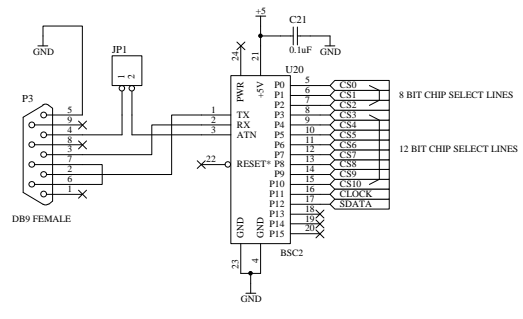 +5
C21
0.1uF
GND
GND
JP1
1 2
24 21
U20
PWR +5V
P3
5
9
4
8
3
7
2
6
1
DB9 FEMALE
1 TX
2 RX
3 ATN
22 RESET*
P0 5 CS0
P1 6 CS1
P2 7 CS2
P3 8 CS3
P4 9 CS4
P5 10 CS5
P6 11 CS6
P7 12 CS7
P8 13 CS8
P9 14 CS9
P10 15 CS10
P11 16 CLOCK
P12 17 SDATA
P13 18
P14 19
P15 20
8 BIT CHIP SELECT LINES
12 BIT CHIP SELECT LINES
GND GND
23 4
BSC2
GND